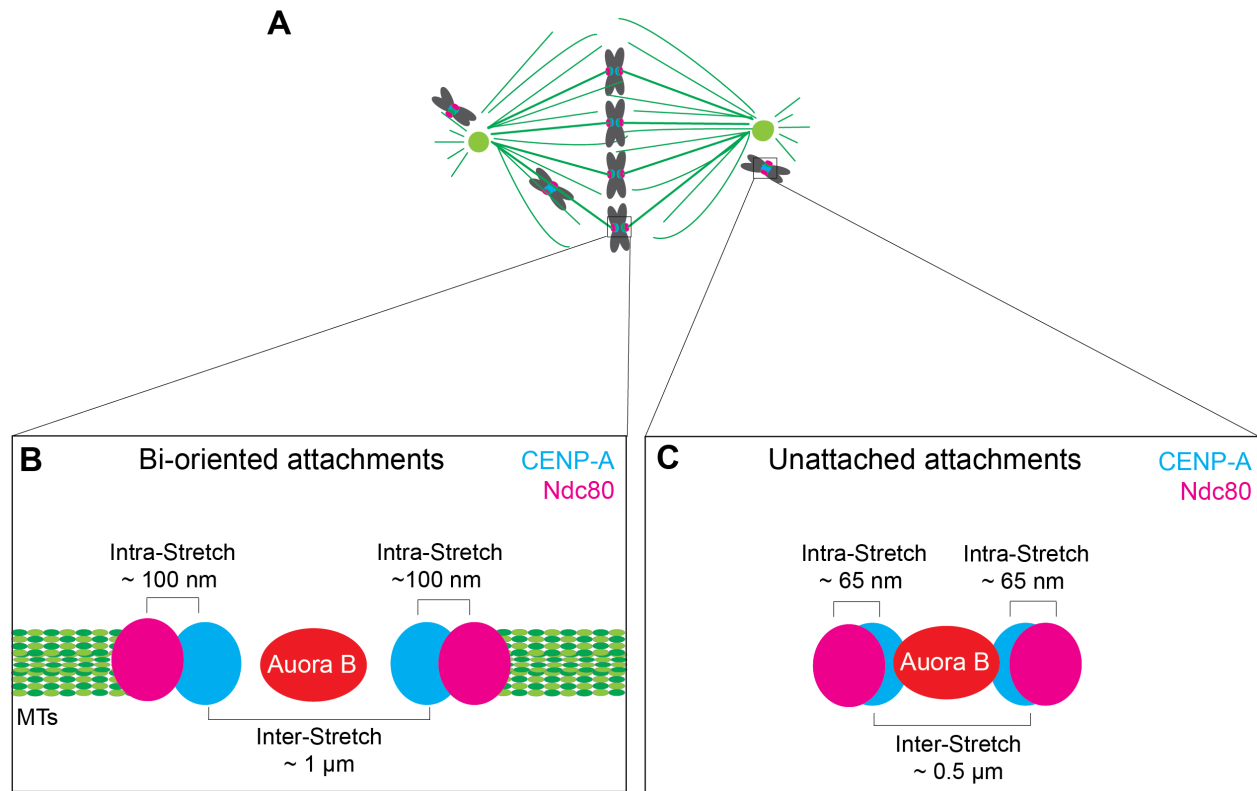 A
B
Bi-oriented attachments
CENP-A
Ndc80
Intra-Stretch
~ 100 nm
Intra-Stretch
~100 nm
Auora B
MTs
Inter-Stretch
~ 1 µm
C
Unattached attachments
CENP-A
Ndc80
Intra-Stretch
~ 65 nm
Intra-Stretch
~ 65 nm
Auora B
Inter-Stretch
~ 0.5 µm